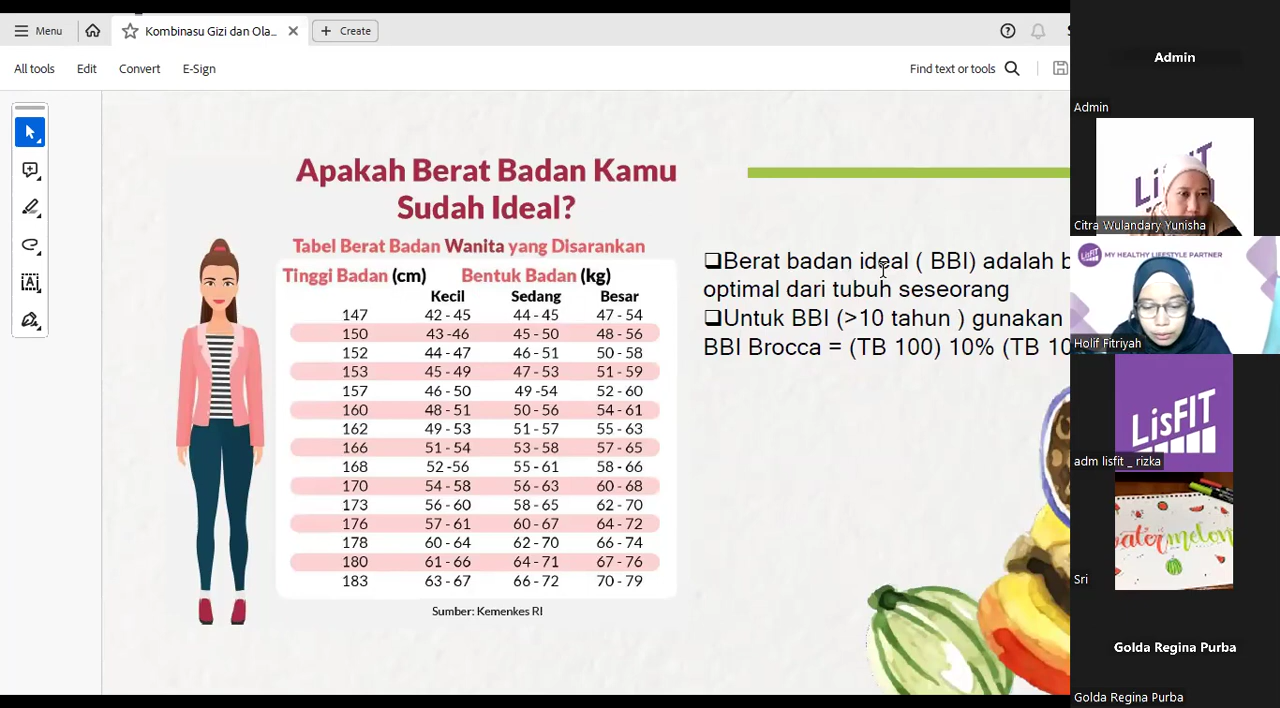 Menu
Kombinasu Gizi dan Ola...
Create
All tools
Edit
Convert
E-Sign
Find text or tools
Apakah Berat Badan Kamu
Sudah Ideal?
Tabel Berat Badan Wanita yang Disarankan
Tinggi Badan (cm) Bentuk Badan (kg)
Kecil Sedang Besar
147 42 - 45 44 - 45 47 - 54
150 43 -46 45 - 50 48 - 56
152 44 - 47 46 - 51 50 - 58
153 45 - 49 47 - 53 51 - 59
157 46 - 50 49 -54 52 - 60
160 48 - 51 50 - 56 54 - 61
162 49 - 53 51 - 57 55 - 63
166 51 - 54 53 - 58 57 - 65
168 52 -56 55 - 61 58 - 66
170 54 - 58 56 - 63 60 - 68
173 56 - 60 58 - 65 62 - 70
176 57 - 61 60 - 67 64 - 72
178 60 - 64 62 - 70 66 - 74
180 61 - 66 64 - 71 67 - 76
183 63 - 67 66 - 72 70 - 79
Sumber: Kemenkes RI
❑Berat badan ideal ( BBI) adalah b
optimal dari tubuh seseorang
❑Untuk BBI (>10 tahun ) gunakan
BBI Brocca = (TB 100) 10% (TB 10
Admin
Admin
Citra Wulandary Yunisha
MY HEALTHY LIFESTYLE PARTNER
Holif Fitriyah
LisFIT
adm lisfit _ rizka
watermelon
Sri
Golda Regina Purba
Golda Regina Purba